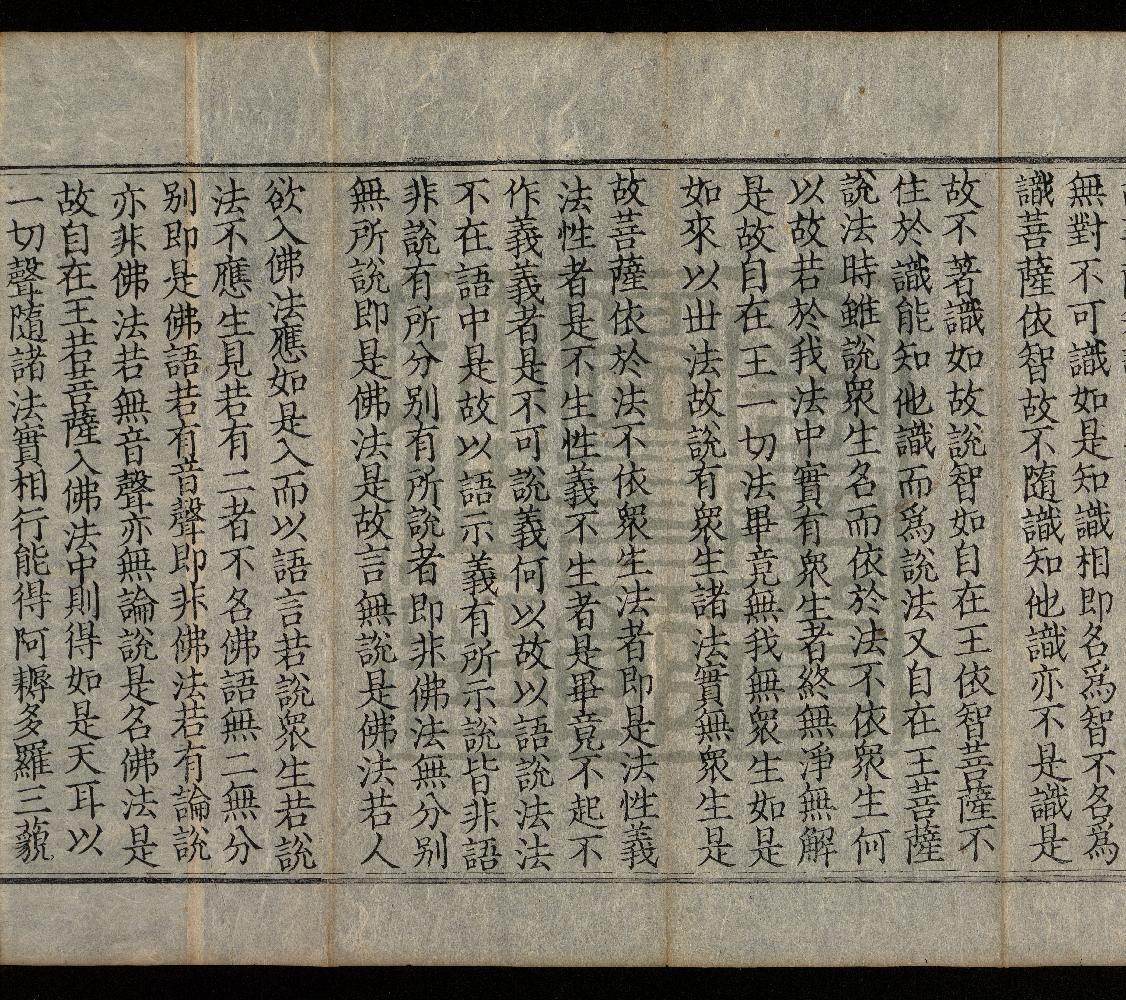 無對不可識如是知識相即名爲智不名爲
識菩薩依智故不隨識知他識亦不是識是
故不著識如故說智如自在王依智菩薩不
住於識能知他識而爲說法又自在王菩薩
說法時雖說衆生名而依於法不依衆生何
以故若於我法中實有衆生者終無淨無解
是故自在王一切法畢竟無我無衆生如是
如來以世法故說有衆生諸法實無衆生是
故菩薩依於法不依衆生法者即是法性義
法性者是不生性義不生者是畢竟不起不
作義義者是不可說義何以故以語說法法
不在語中是故以語示義有所示說皆非語
非說有所分別有所說者即非佛法無分別
無所說即是佛法是故言無說是佛法若人
欲入佛法應如是入而以語言若說衆生若說
法不應生見若有二者不名佛語無二無分
別即是佛語若有音聲即非佛法若有論說
亦非佛法若無音聲亦無論說是名佛法是
故自在王若菩薩入佛法中則得如是天耳以
一切聲隨諸法實相行能得阿耨多羅三藐